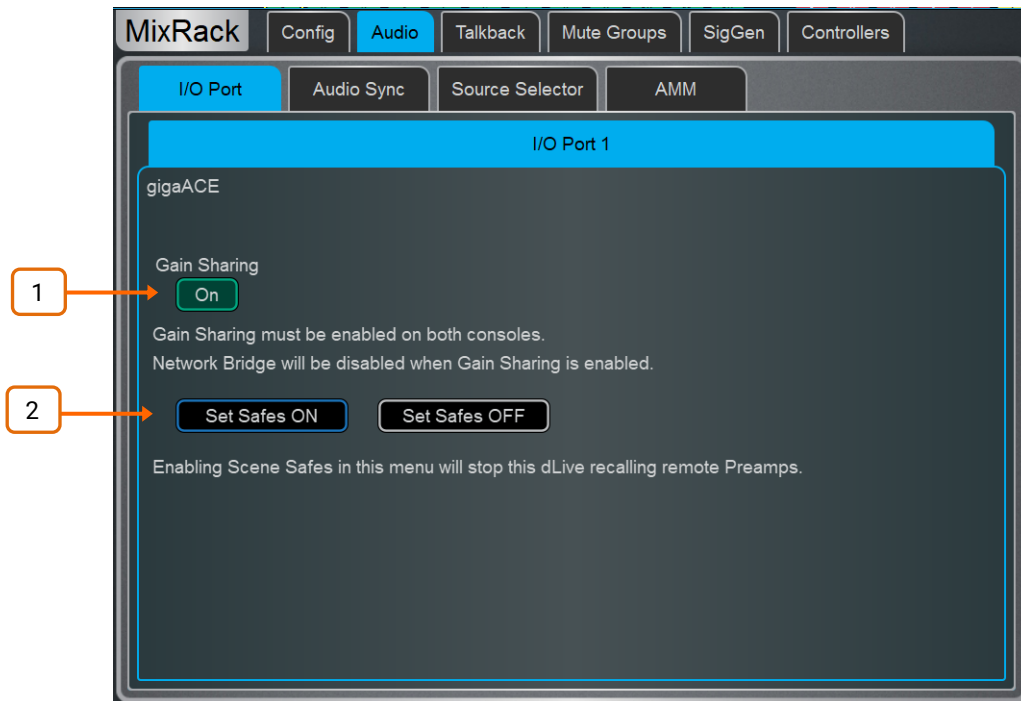 MixRack Config Audio Talkback Mute Groups SigGen Controllers
I/O Port Audio Sync Source Selector AMM
I/O Port 1
gigaACE
Gain Sharing
1 On
Gain Sharing must be enabled on both consoles.
Network Bridge will be disabled when Gain Sharing is enabled.
2 Set Safes ON Set Safes OFF
Enabling Scene Safes in this menu will stop this dLive recalling remote Preamps.